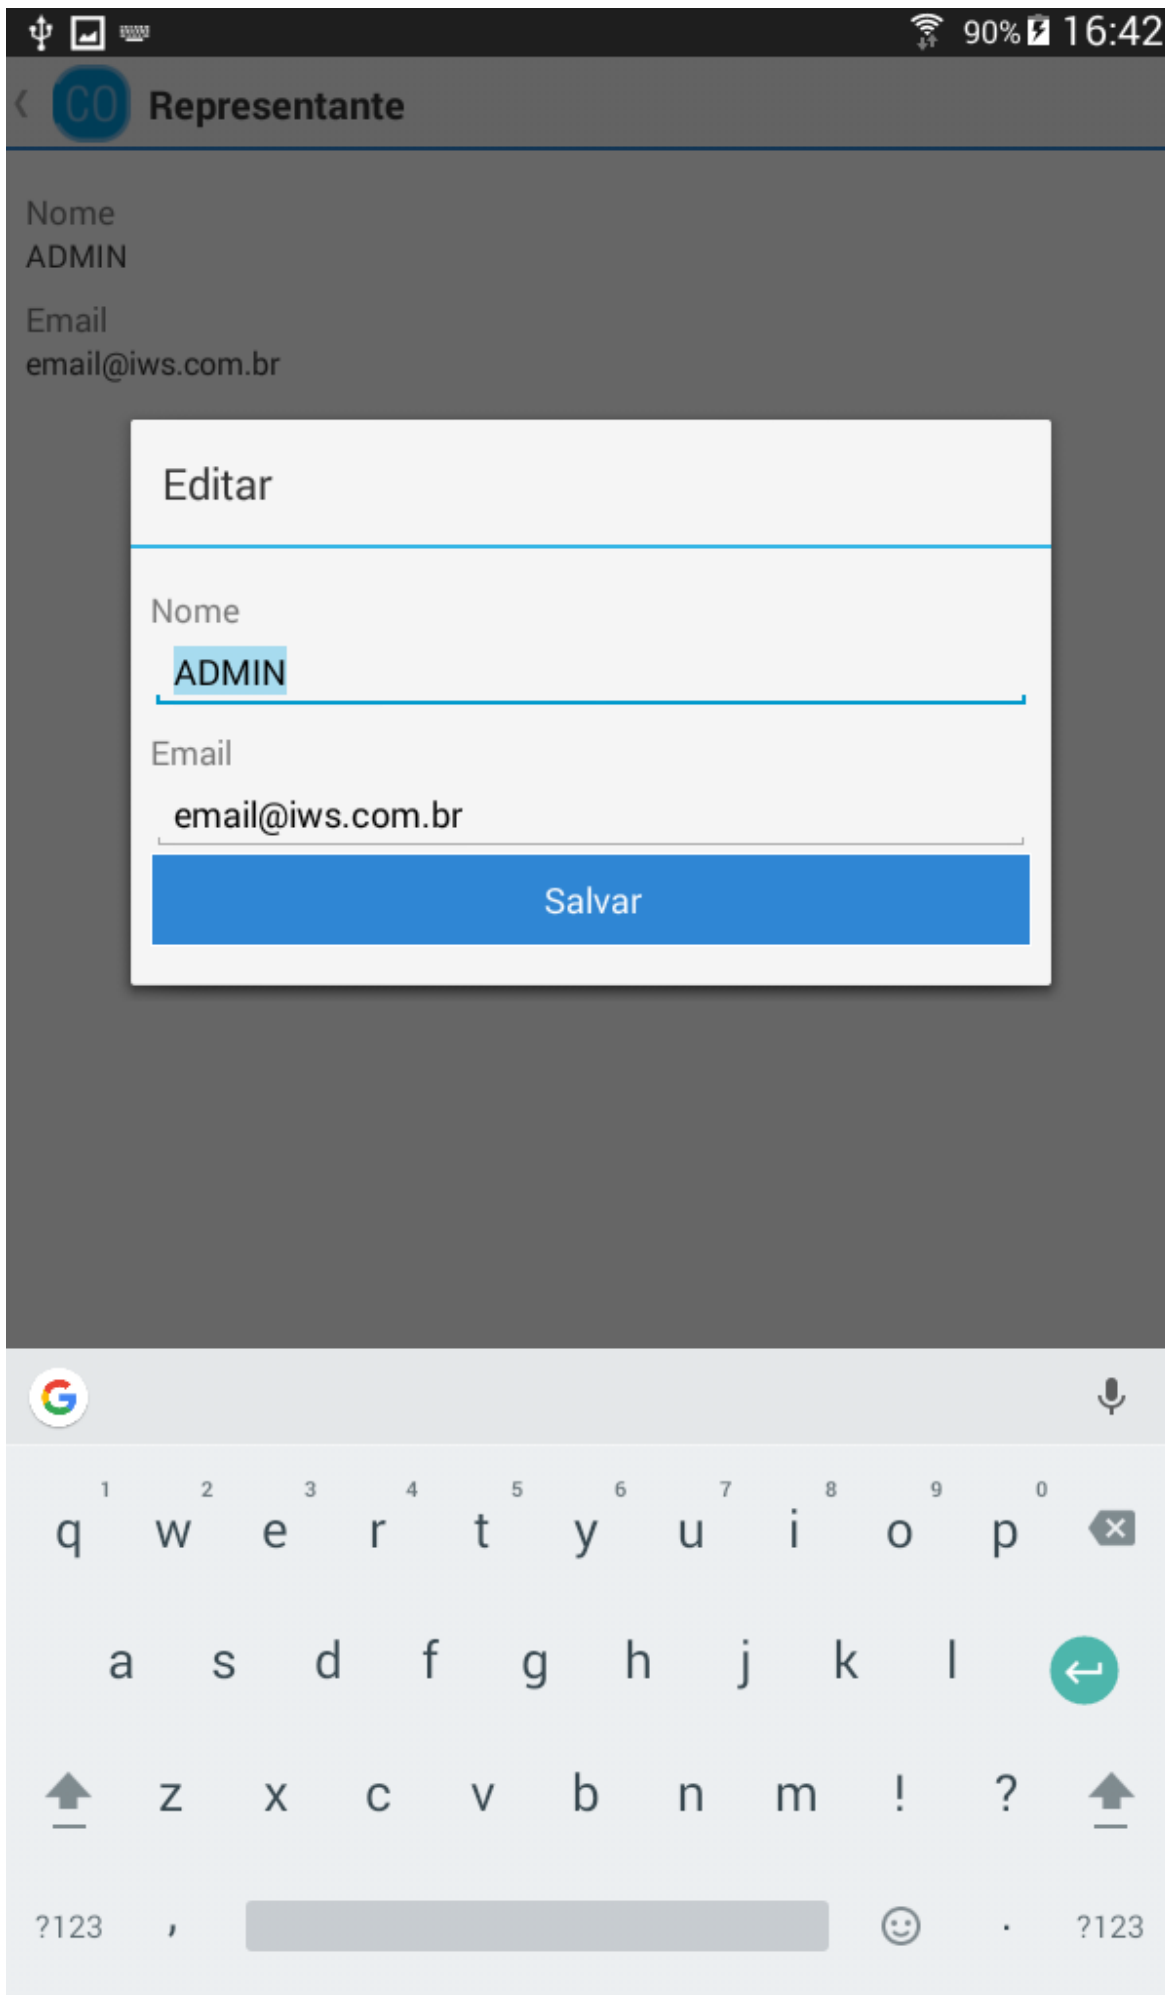 90% 16:42
CO Representante
Nome
ADMIN
Email
email@iws.com.br
Editar
Nome
ADMIN
Email
email@iws.com.br
Salvar
G
1 2 3 4 5 6 7 8 9 0
q w e r t y u i o p
a s d f g h j k l
z x c v b n m ! ?
?123 , . ?123